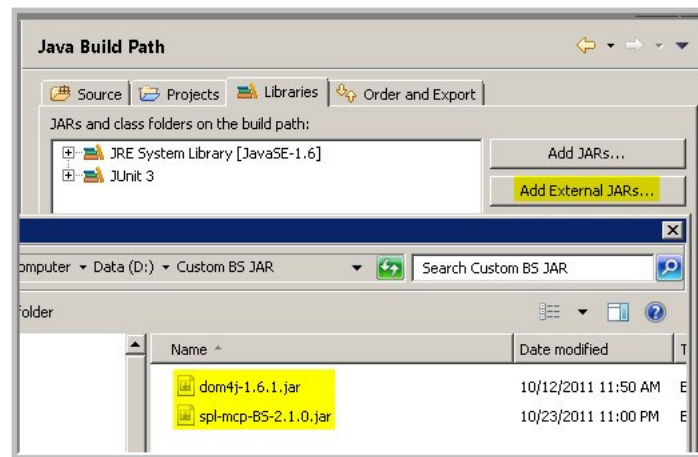 Java Build Path
Source Projects Libraries Order and Export
JARs and class folders on the build path:
JRE System Library [JavaSE-1.6]
JUnit 3
Add JARs...
Add External JARs...
omputer Data (D:) Custom BS JAR Search Custom BS JAR
folder
Name Date modified T
dom4j-1.6.1.jar 10/12/2011 11:50 AM E
spl-mcp-BS-2.1.0.jar 10/23/2011 11:00 PM E